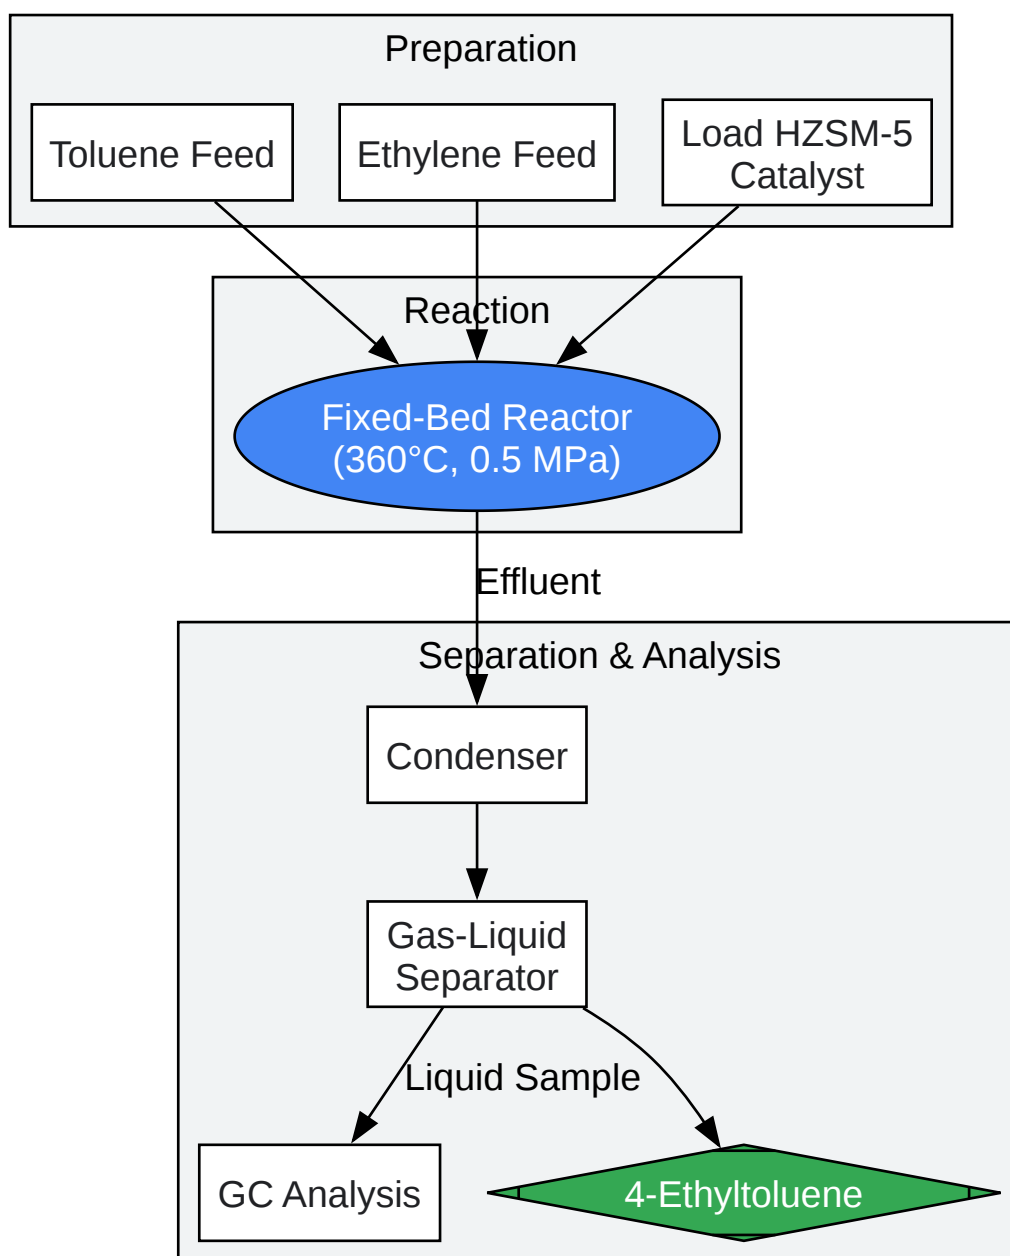 Preparation
Toluene Feed
Ethylene Feed
Load HZSM-5
Catalyst
Reaction
Fixed-Bed Reactor
(360°C, 0.5 MPa)
Effluent
Separation & Analysis
Condenser
Gas-Liquid
Separator
Liquid Sample
GC Analysis
4-Ethyltoluene